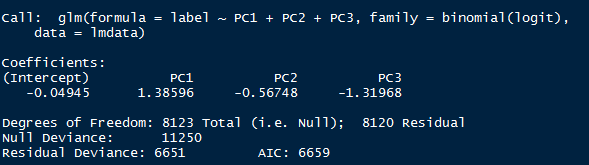 Call:  glm(formula = label ~ PC1 + PC2 + PC3, family = binomial(logit),
    data = lmdata)
Coefficients:
(Intercept)          PC1          PC2          PC3
   -0.04945      1.38596     -0.56748     -1.31968
Degrees of Freedom: 8123 Total (i.e. Null);  8120 Residual
Null Deviance:      11250
Residual Deviance: 6651        AIC: 6659